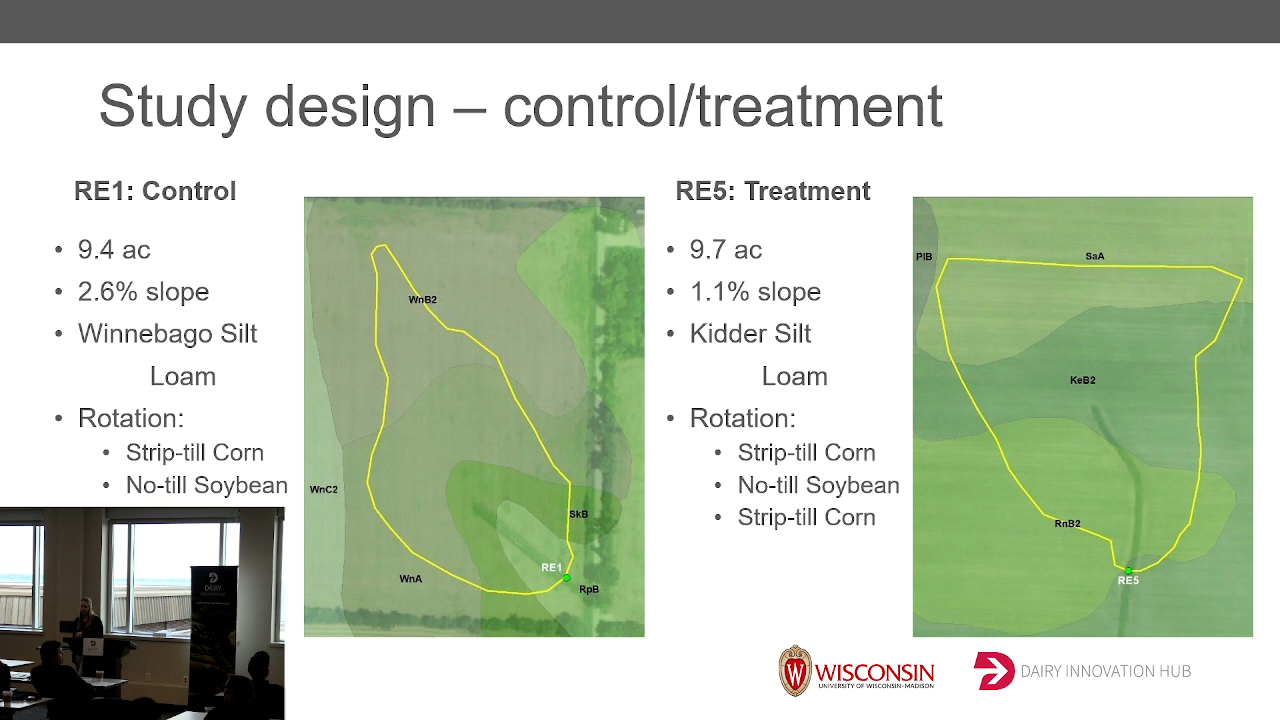 Study design – control/treatment
RE1: Control
• 9.4 ac
• 2.6% slope
• Winnebago Silt
Loam
• Rotation:
• Strip-till Corn
• No-till Soybean
WnB2
WnC2
SkB
RE1
WnA
RpB
RE5: Treatment
• 9.7 ac
• 1.1% slope
• Kidder Silt
Loam
• Rotation:
• Strip-till Corn
• No-till Soybean
• Strip-till Corn
PlB
SaA
KeB2
RnB2
RE5
DAIRY
W
WISCONSIN
UNIVERSITY OF WISCONSIN–MADISON
DAIRY INNOVATION HUB